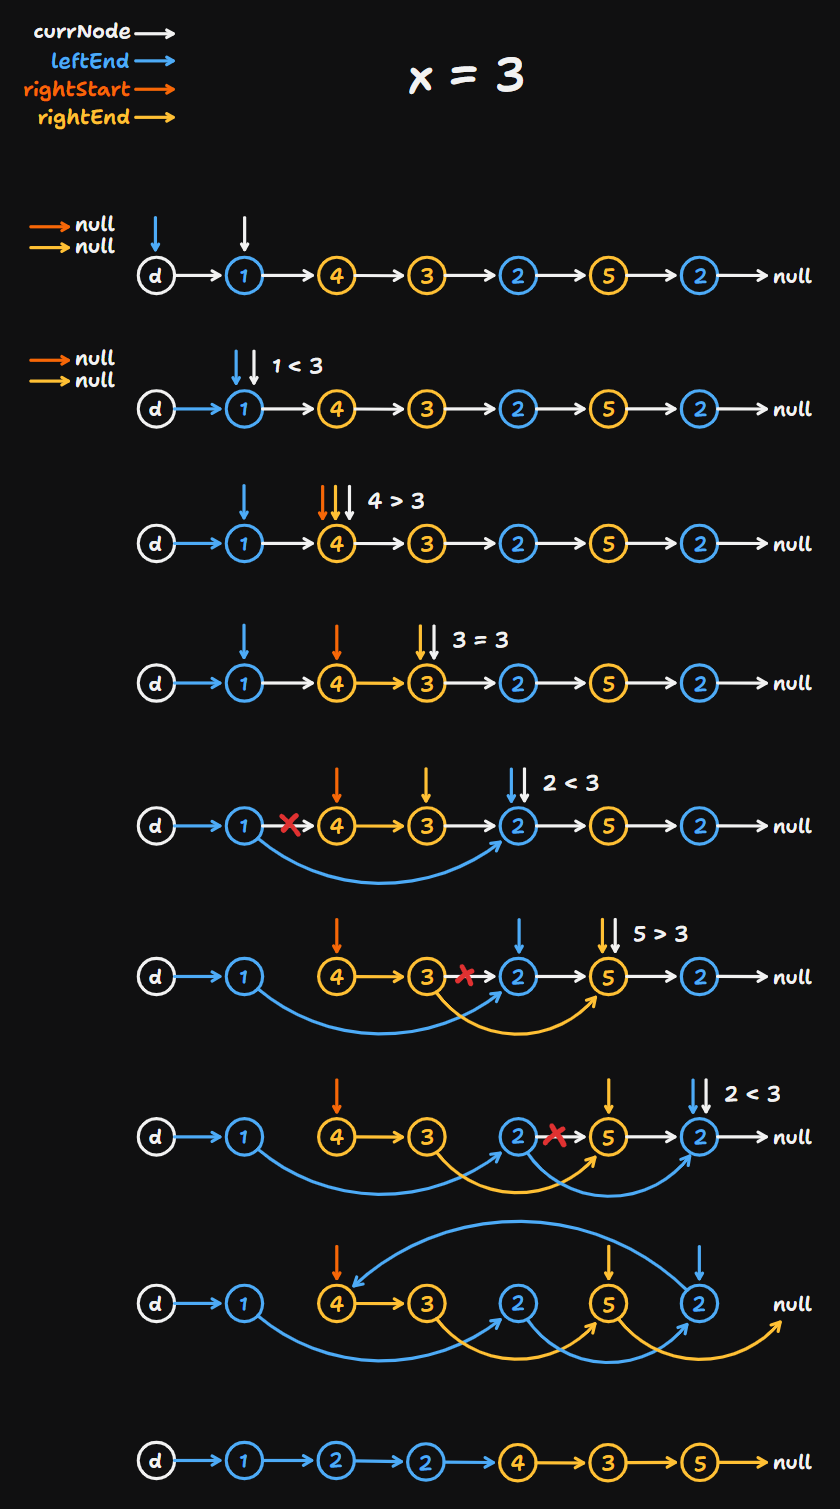 currNode
leftEnd
rightStart
rightEnd
x = 3
null
null
d 1 4 3 2 5 2 null
null
null
1 < 3
d 1 4 3 2 5 2 null
4 > 3
d 1 4 3 2 5 2 null
3 = 3
d 1 4 3 2 5 2 null
2 < 3
d 1 4 3 2 5 2 null
5 > 3
d 1 4 3 2 5 2 null
2 < 3
d 1 4 3 2 5 2 null
d 1 4 3 2 5 2 null
d 1 2 2 4 3 5 null